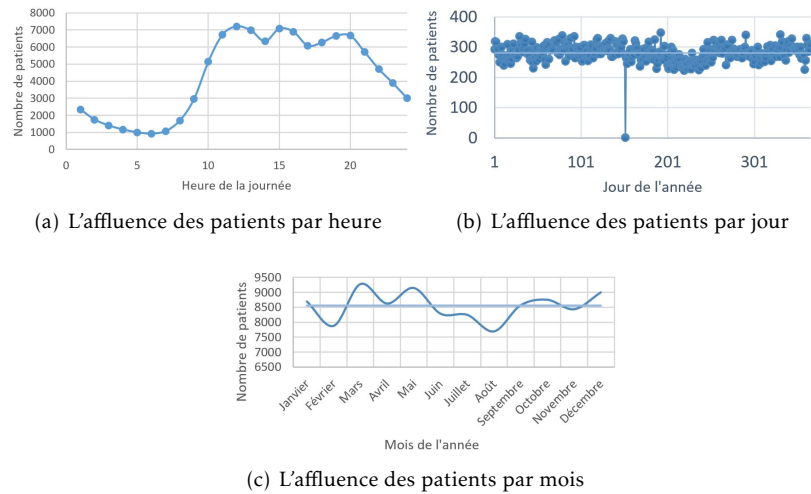 8000
7000
6000
5000
4000
3000
2000
1000
0
Nombre de patients
0 5 10 15 20
Heure de la journée
(a) L'affluence des patients par heure
400
300
200
100
0
Nombre de patients
1 101 201 301
Jour de l'année
(b) L'affluence des patients par jour
9500
9000
8500
8000
7500
7000
6500
Nombre de patients
Janvier Février Mars Avril Mai Juin Juillet Août Septembre Octobre Novembre Décembre
Mois de l'année
(c) L'affluence des patients par mois